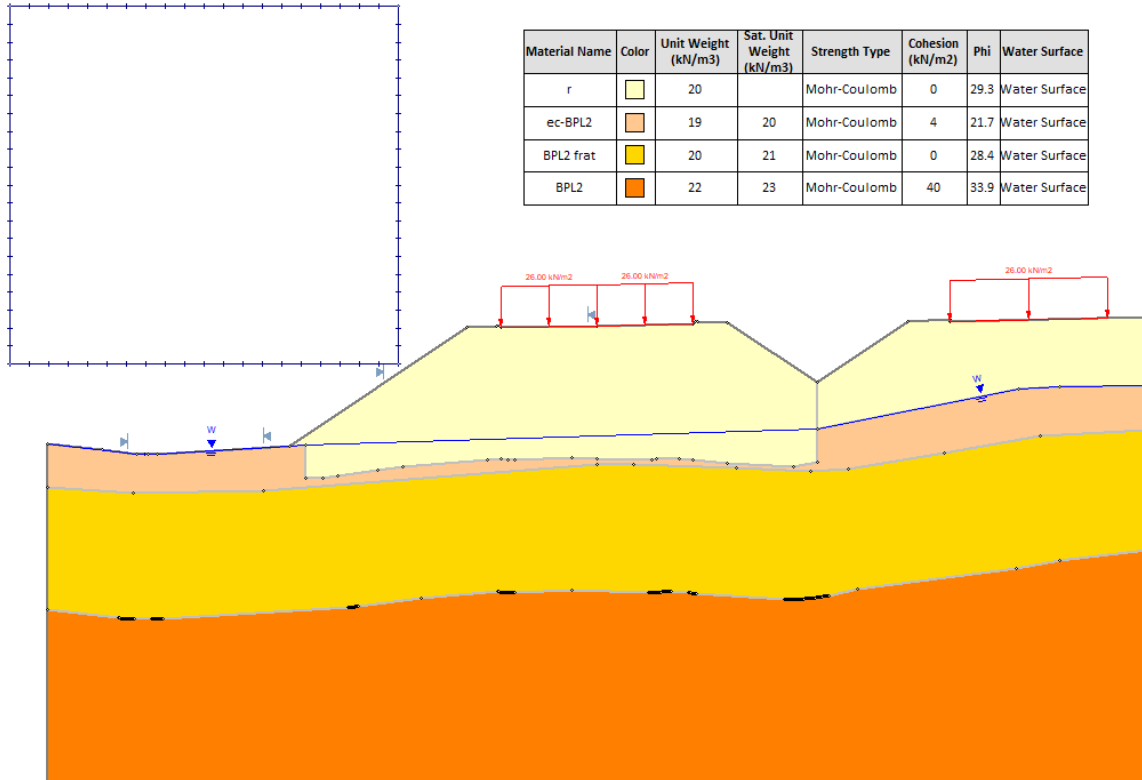 Material Name Color Unit Weight (kN/m3) Sat. Unit Weight (kN/m3) Strength Type Cohesion (kN/m2) Phi Water Surface
r 20 Mohr-Coulomb 0 29.3 Water Surface
ec-BPL2 19 20 Mohr-Coulomb 4 21.7 Water Surface
BPL2 frat 20 21 Mohr-Coulomb 0 28.4 Water Surface
BPL2 22 23 Mohr-Coulomb 40 33.9 Water Surface
26.00 kN/m2 26.00 kN/m2 26.00 kN/m2
W
W